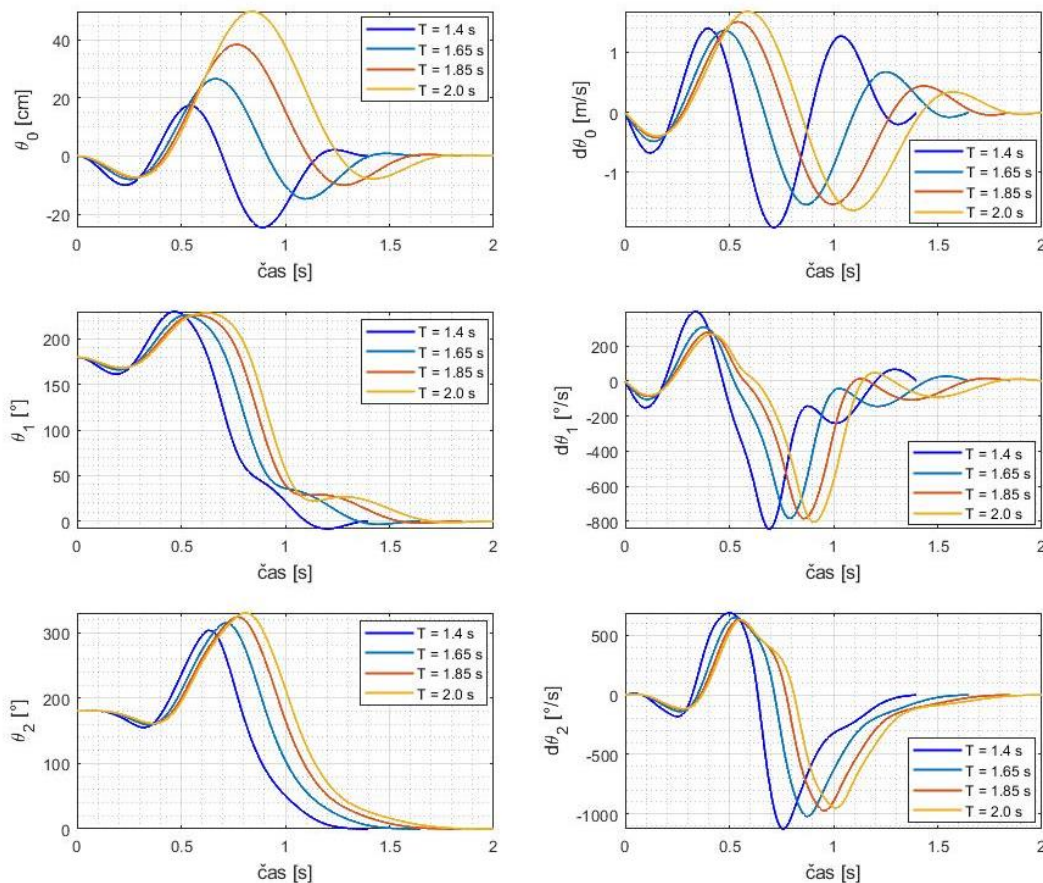 θ0 [cm]
40
20
0
-20
T = 1.4 s
T = 1.65 s
T = 1.85 s
T = 2.0 s
0 0.5 1 1.5 2
čas [s]
dθ0 [m/s]
1
0
-1
T = 1.4 s
T = 1.65 s
T = 1.85 s
T = 2.0 s
0 0.5 1 1.5 2
čas [s]
θ1 [°]
200
150
100
50
0
T = 1.4 s
T = 1.65 s
T = 1.85 s
T = 2.0 s
0 0.5 1 1.5 2
čas [s]
dθ1 [°/s]
200
0
-200
-400
-600
-800
T = 1.4 s
T = 1.65 s
T = 1.85 s
T = 2.0 s
0 0.5 1 1.5 2
čas [s]
θ2 [°]
300
200
100
0
T = 1.4 s
T = 1.65 s
T = 1.85 s
T = 2.0 s
0 0.5 1 1.5 2
čas [s]
dθ2 [°/s]
500
0
-500
-1000
T = 1.4 s
T = 1.65 s
T = 1.85 s
T = 2.0 s
0 0.5 1 1.5 2
čas [s]